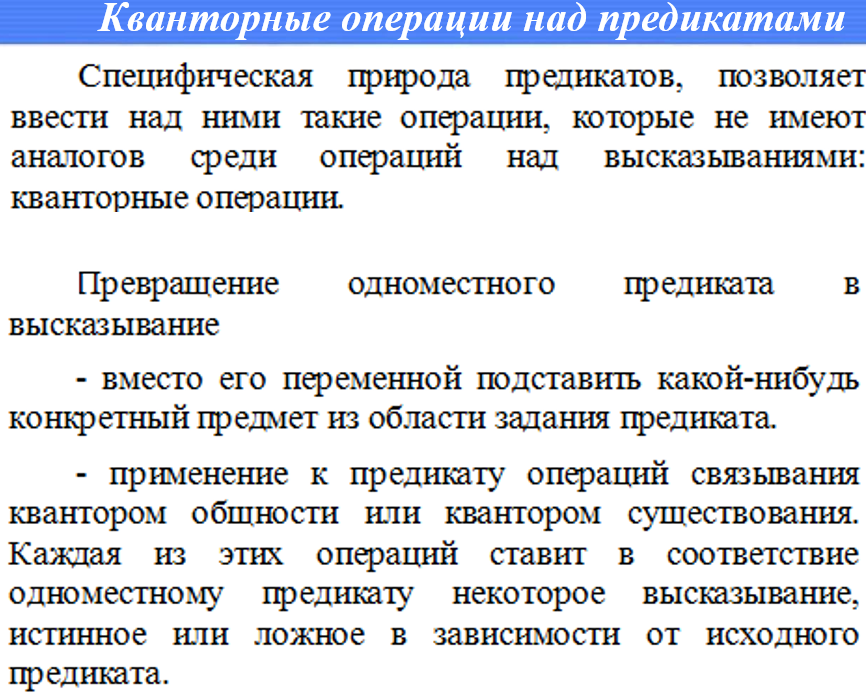 Кванторные операции над предикатами
Специфическая природа предикатов, позволяет
ввести над ними такие операции, которые не имеют
аналогов среди операций над высказываниями:
кванторные операции.
Превращение одноместного предиката в
высказывание
- вместо его переменной подставить какой-нибудь
конкретный предмет из области задания предиката.
- применение к предикату операций связывания
квантором общности или квантором существования.
Каждая из этих операций ставит в соответствие
одноместному предикату некоторое высказывание,
истинное или ложное в зависимости от исходного
предиката.